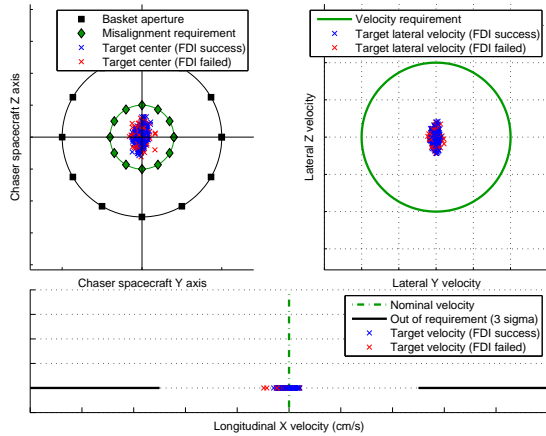 Basket aperture
Misalignment requirement
Target center (FDI success)
Target center (FDI failed)
Chaser spacecraft Z axis
Chaser spacecraft Y axis
Velocity requirement
Target lateral velocity (FDI success)
Target lateral velocity (FDI failed)
Lateral Z velocity
Lateral Y velocity
Nominal velocity
Out of requirement (3 sigma)
Target velocity (FDI success)
Target velocity (FDI failed)
Longitudinal X velocity (cm/s)